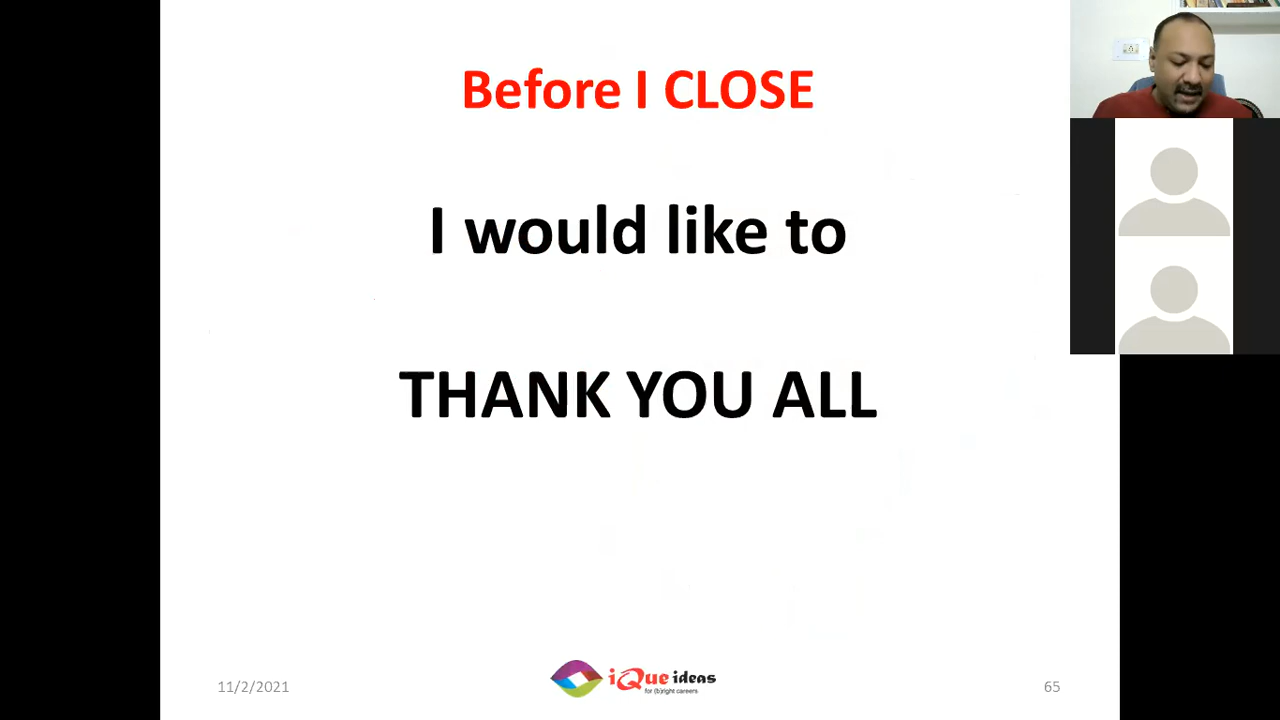 Before I CLOSE
I would like to
THANK YOU ALL
11/2/2021
iQue ideas
for (b)right careers
65